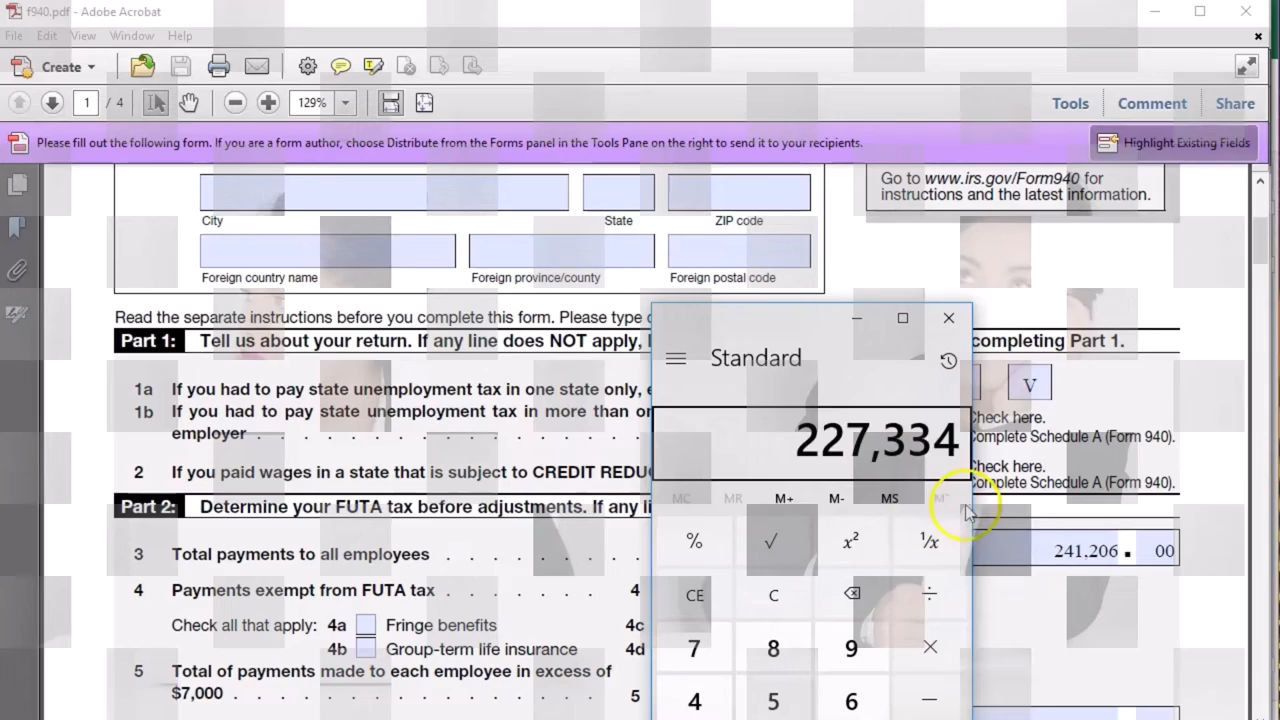 f940.pdf - Adobe Acrobat
File Edit View Window Help
Create
1 / 4 129% Tools Comment Share
Please fill out the following form. If you are a form author, choose Distribute from the Forms panel in the Tools Pane on the right to send it to your recipients. Highlight Existing Fields
Go to www.irs.gov/Form940 for
instructions and the latest information.
City State ZIP code
Foreign country name Foreign province/county Foreign postal code
Read the separate instructions before you complete this form. Please type
Part 1: Tell us about your return. If any line does NOT apply, completing Part 1.
1a If you had to pay state unemployment tax in one state only, V
1b If you had to pay state unemployment tax in more than
employer Check here.
Complete Schedule A (Form 940).
2 If you paid wages in a state that is subject to CREDIT Check here.
Complete Schedule A (Form 940).
Part 2: Determine your FUTA tax before adjustments. If any
3 Total payments to all employees 241,206 . 00
4 Payments exempt from FUTA tax 4
Check all that apply: 4a Fringe benefits 4c
4b Group-term life insurance 4d
5 Total of payments made to each employee in excess of
$7,000 5
Standard
227,334
MC MR M+ M- MS
% √ x² ¹/x
CE C ÷
7 8 9 ×
4 5 6 −